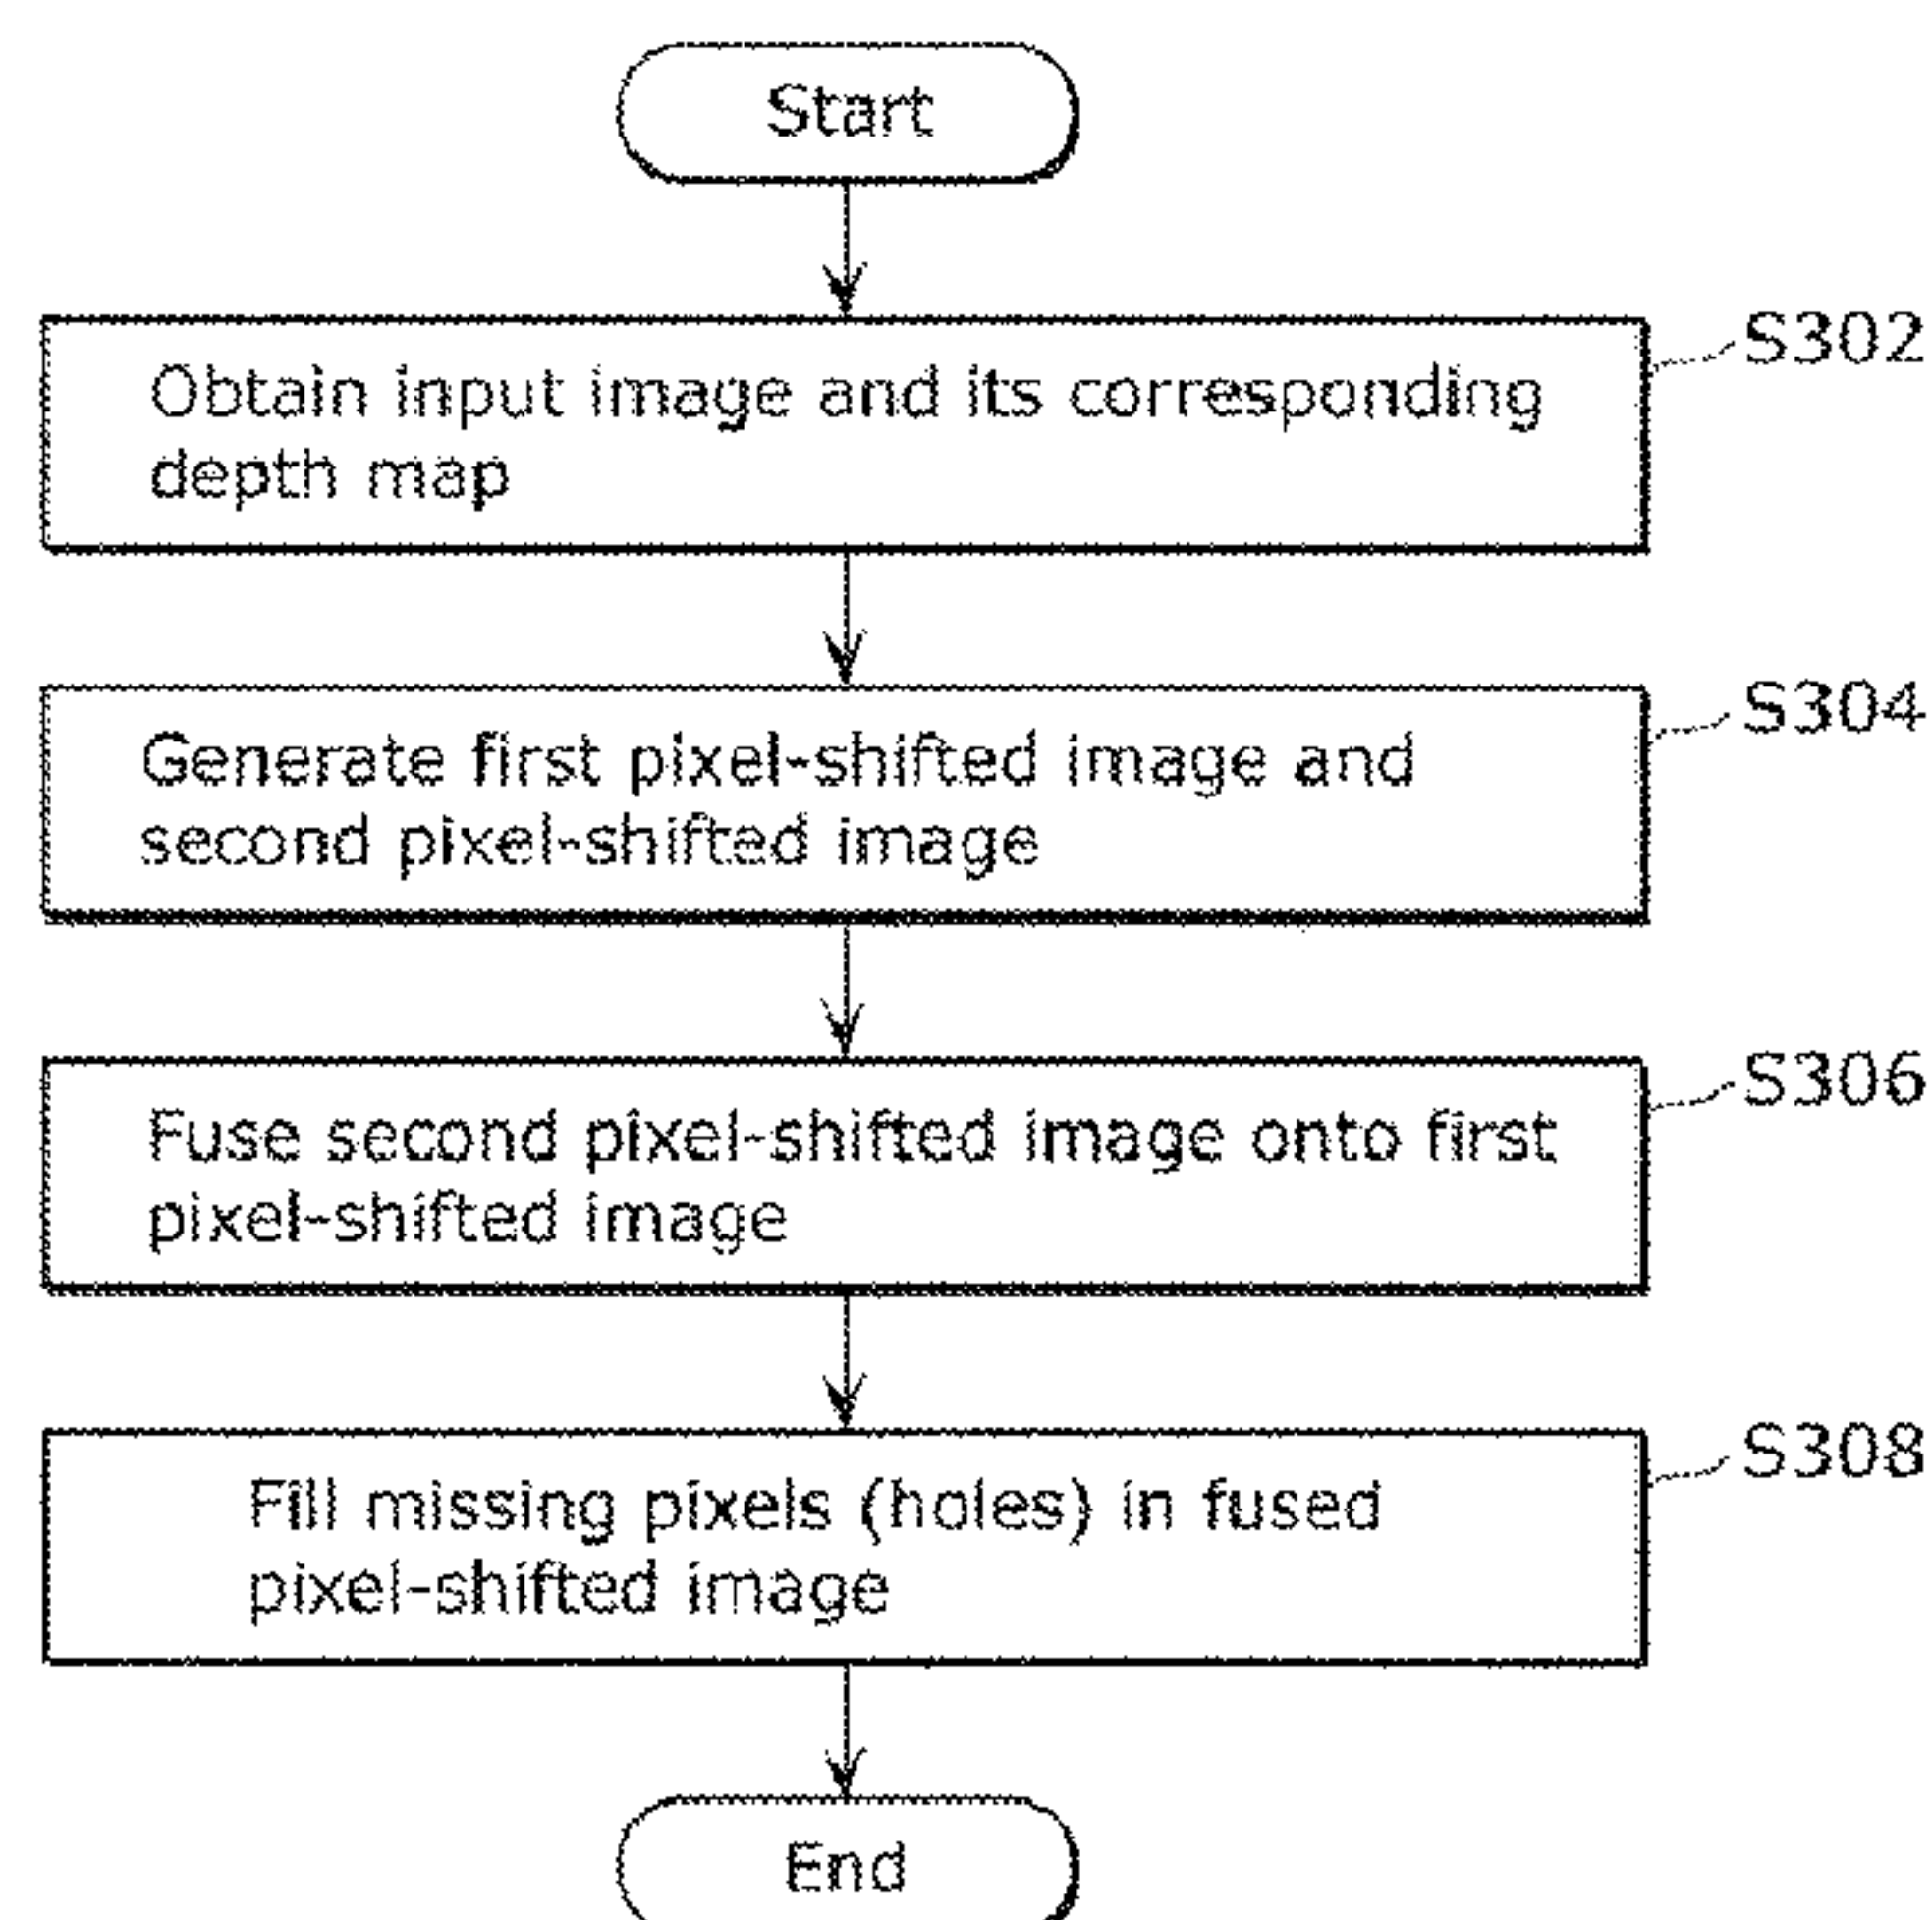 Start
S302
Obtain input image and its corresponding
depth map
S304
Generate first pixel-shifted image and
second pixel-shifted image
S306
Fuse second pixel-shifted image onto first
pixel-shifted image
S308
Fill missing pixels (holes) in fused
pixel-shifted image
End